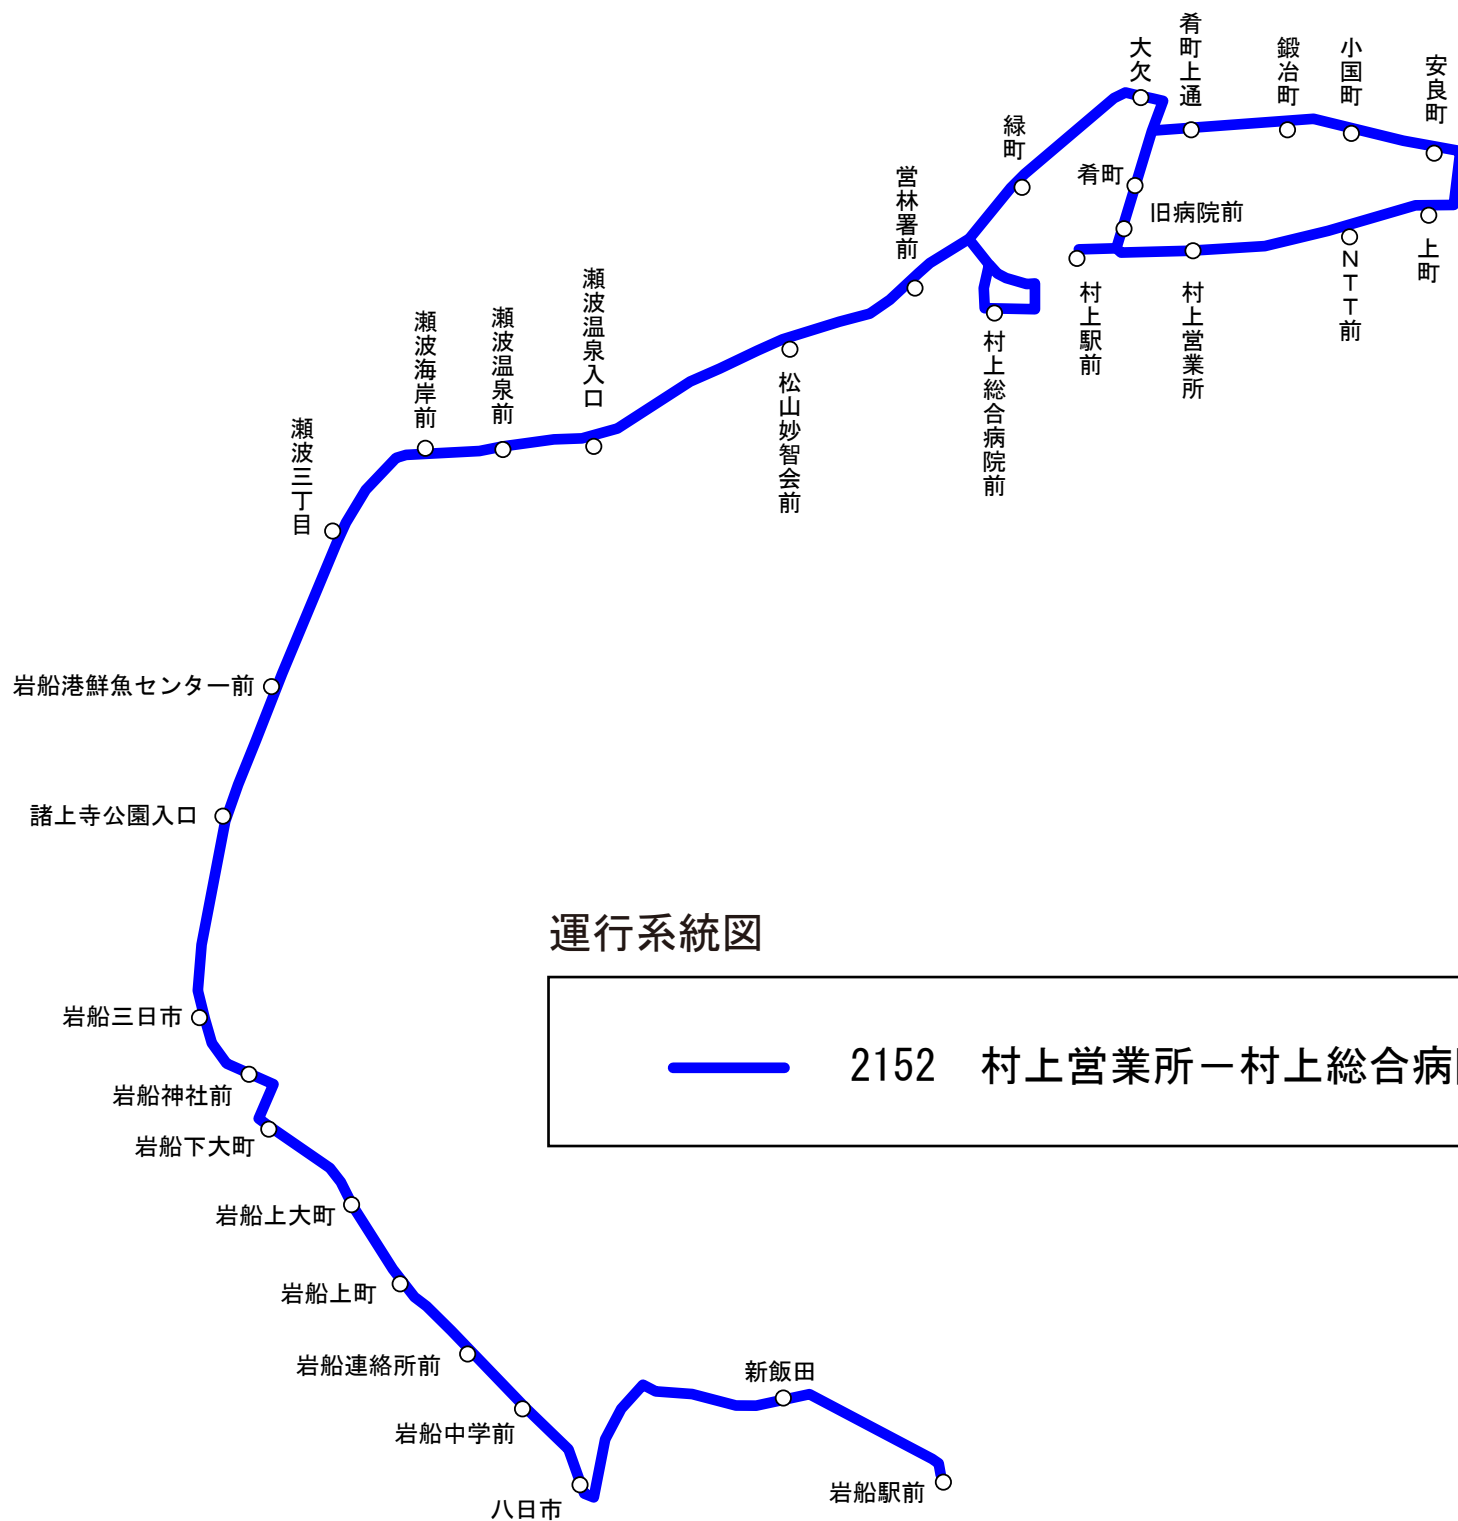 大欠
肴町上通
鍛冶町
小国町
安良町
緑町
肴町
旧病院前
営林署前
上町
NTT前
村上営業所
村上駅前
村上総合病院前
瀬波温泉入口
瀬波温泉前
瀬波海岸前
松山妙智会前
瀬波三丁目
岩船港鮮魚センター前
諸上寺公園入口
運行系統図
岩船三日市
2152 村上営業所－村上総合病
岩船神社前
岩船下大町
岩船上大町
岩船上町
岩船連絡所前
新飯田
岩船中学前
岩船駅前
八日市